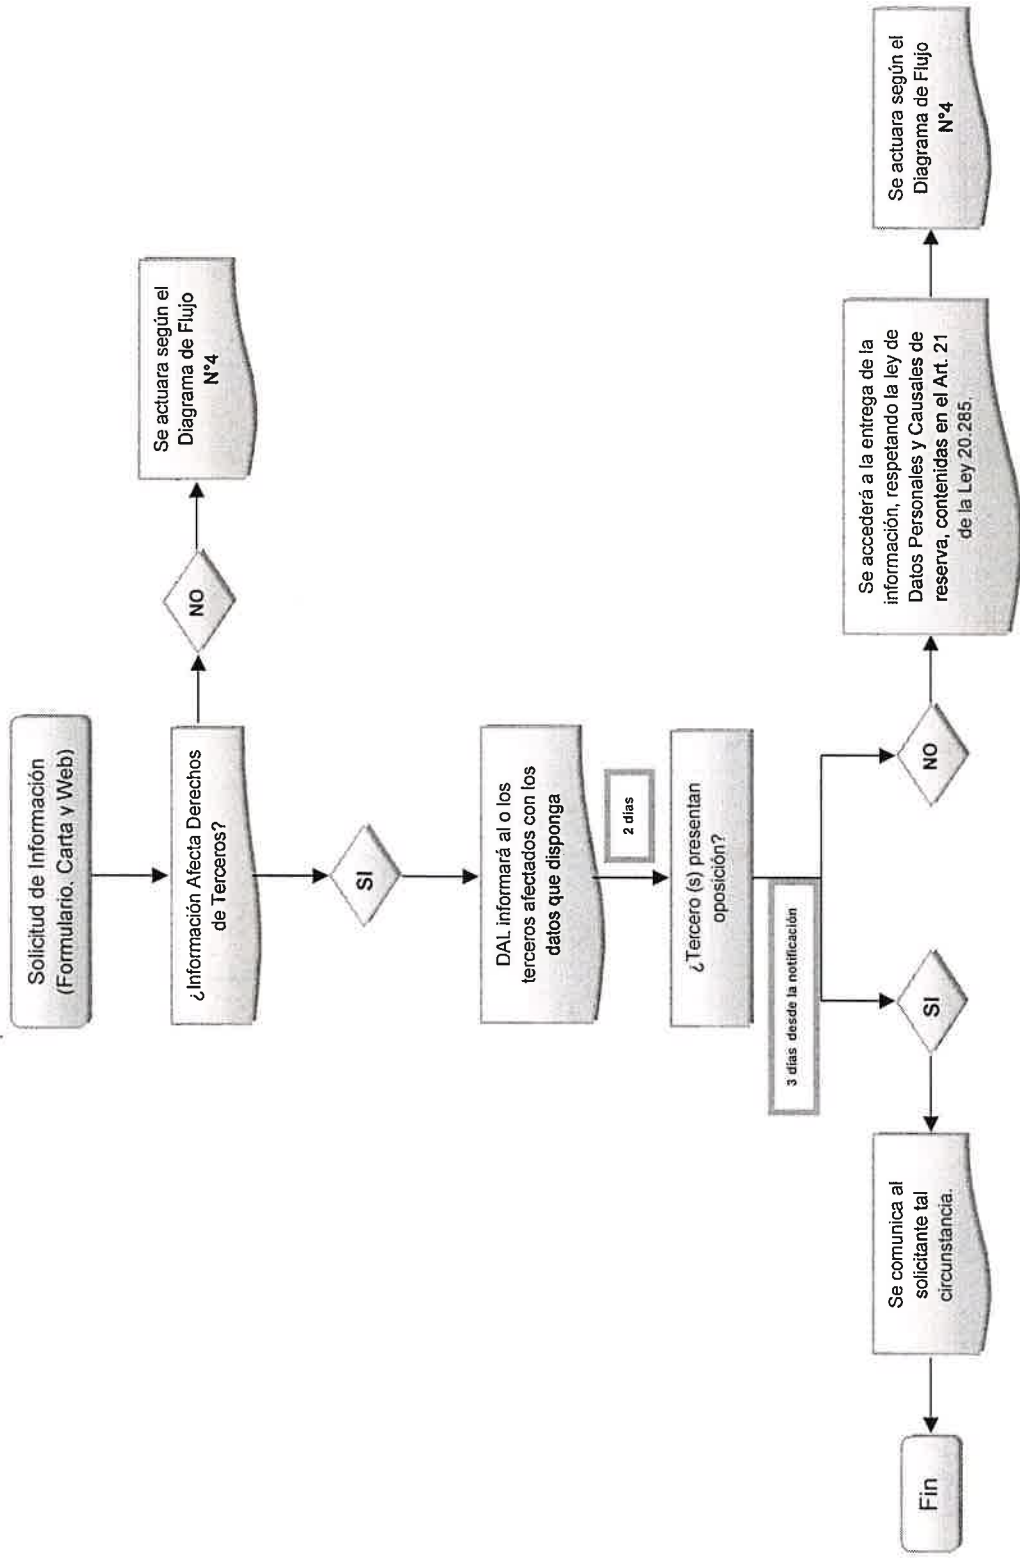 Solicitud de Información
(Formulario. Carta y Web)
¿Información Afecta Derechos
de Terceros?
NO
Se actuara según el
Diagrama de Flujo
N°4
SI
DAL informará al o los
terceros afectados con los
datos que disponga
2 días
¿Tercero (s) presentan
oposición?
3 días desde la notificación
SI
Se comunica al
solicitante tal
circunstancia.
Fin
NO
Se accederá a la entrega de la
información, respetando la ley de
Datos Personales y Causales de
reserva, contenidas en el Art. 21
de la Ley 20.285.
Se actuara según el
Diagrama de Flujo
N°4